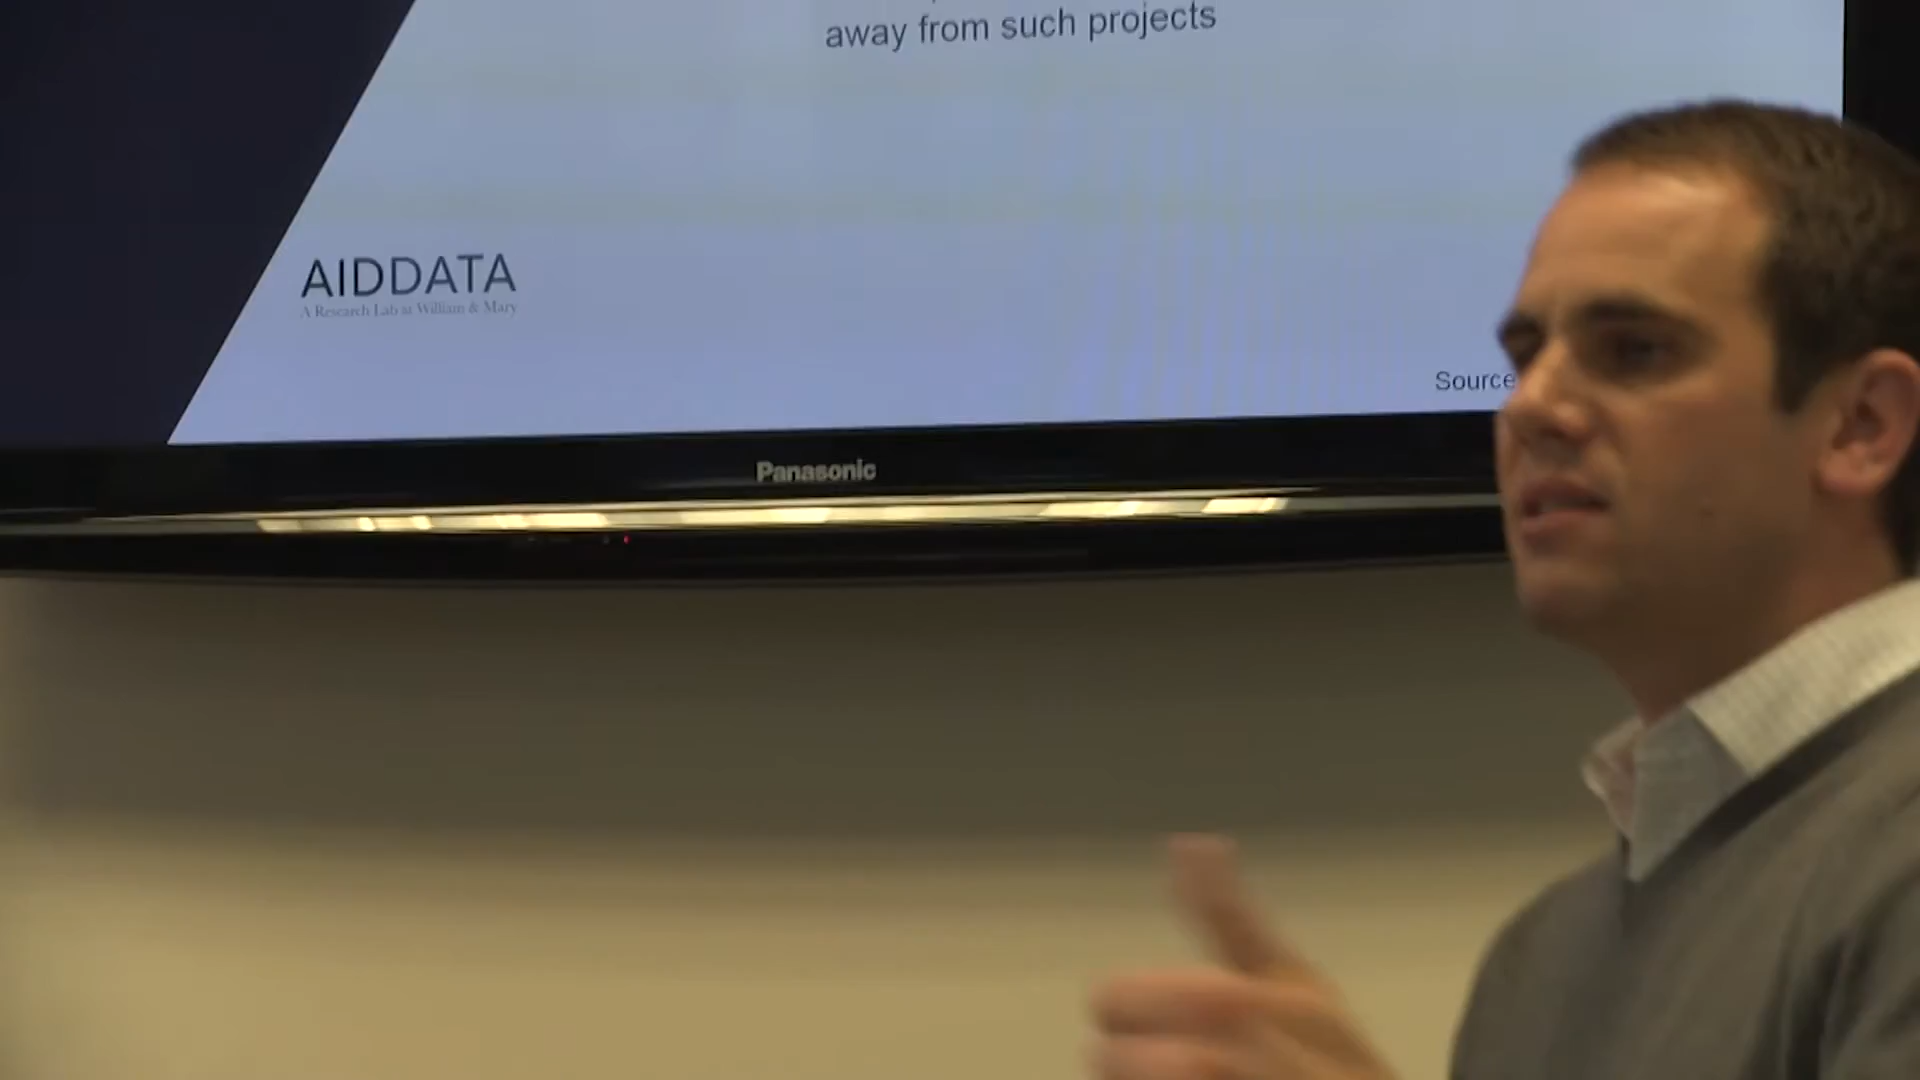 away from such projects
AIDDATA
A Research Lab at William & Mary
Source
Panasonic